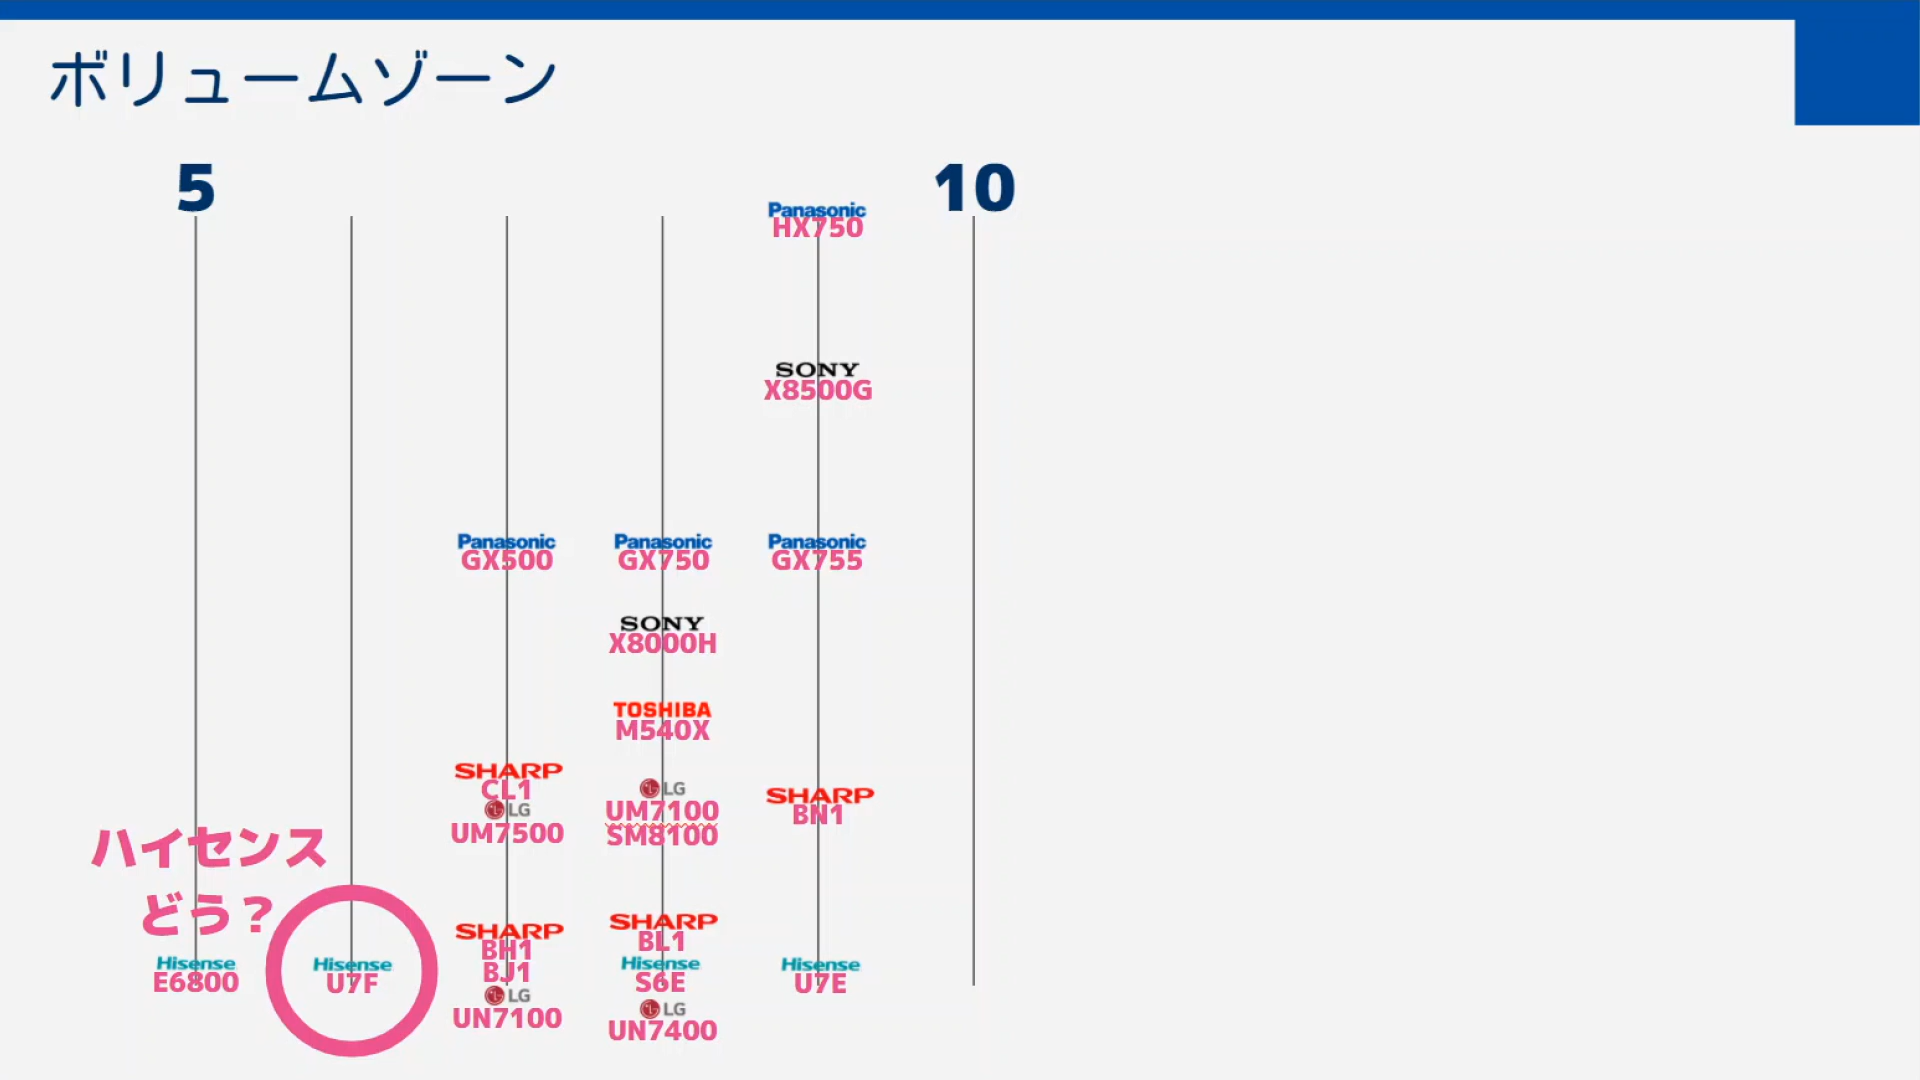 ボリュームゾーン
5
10
Panasonic
HX750
SONY
X8500G
Panasonic
GX500
Panasonic
GX750
Panasonic
GX755
SONY
X8000H
TOSHIBA
M540X
SHARP
CL1
LG
UM7500
LG
UM7100
SM8100
SHARP
BN1
ハイセンス
どう？
Hisense
E6800
Hisense
U7F
SHARP
BH1
BJ1
LG
UN7100
SHARP
BL1
Hisense
S6E
LG
UN7400
Hisense
U7E